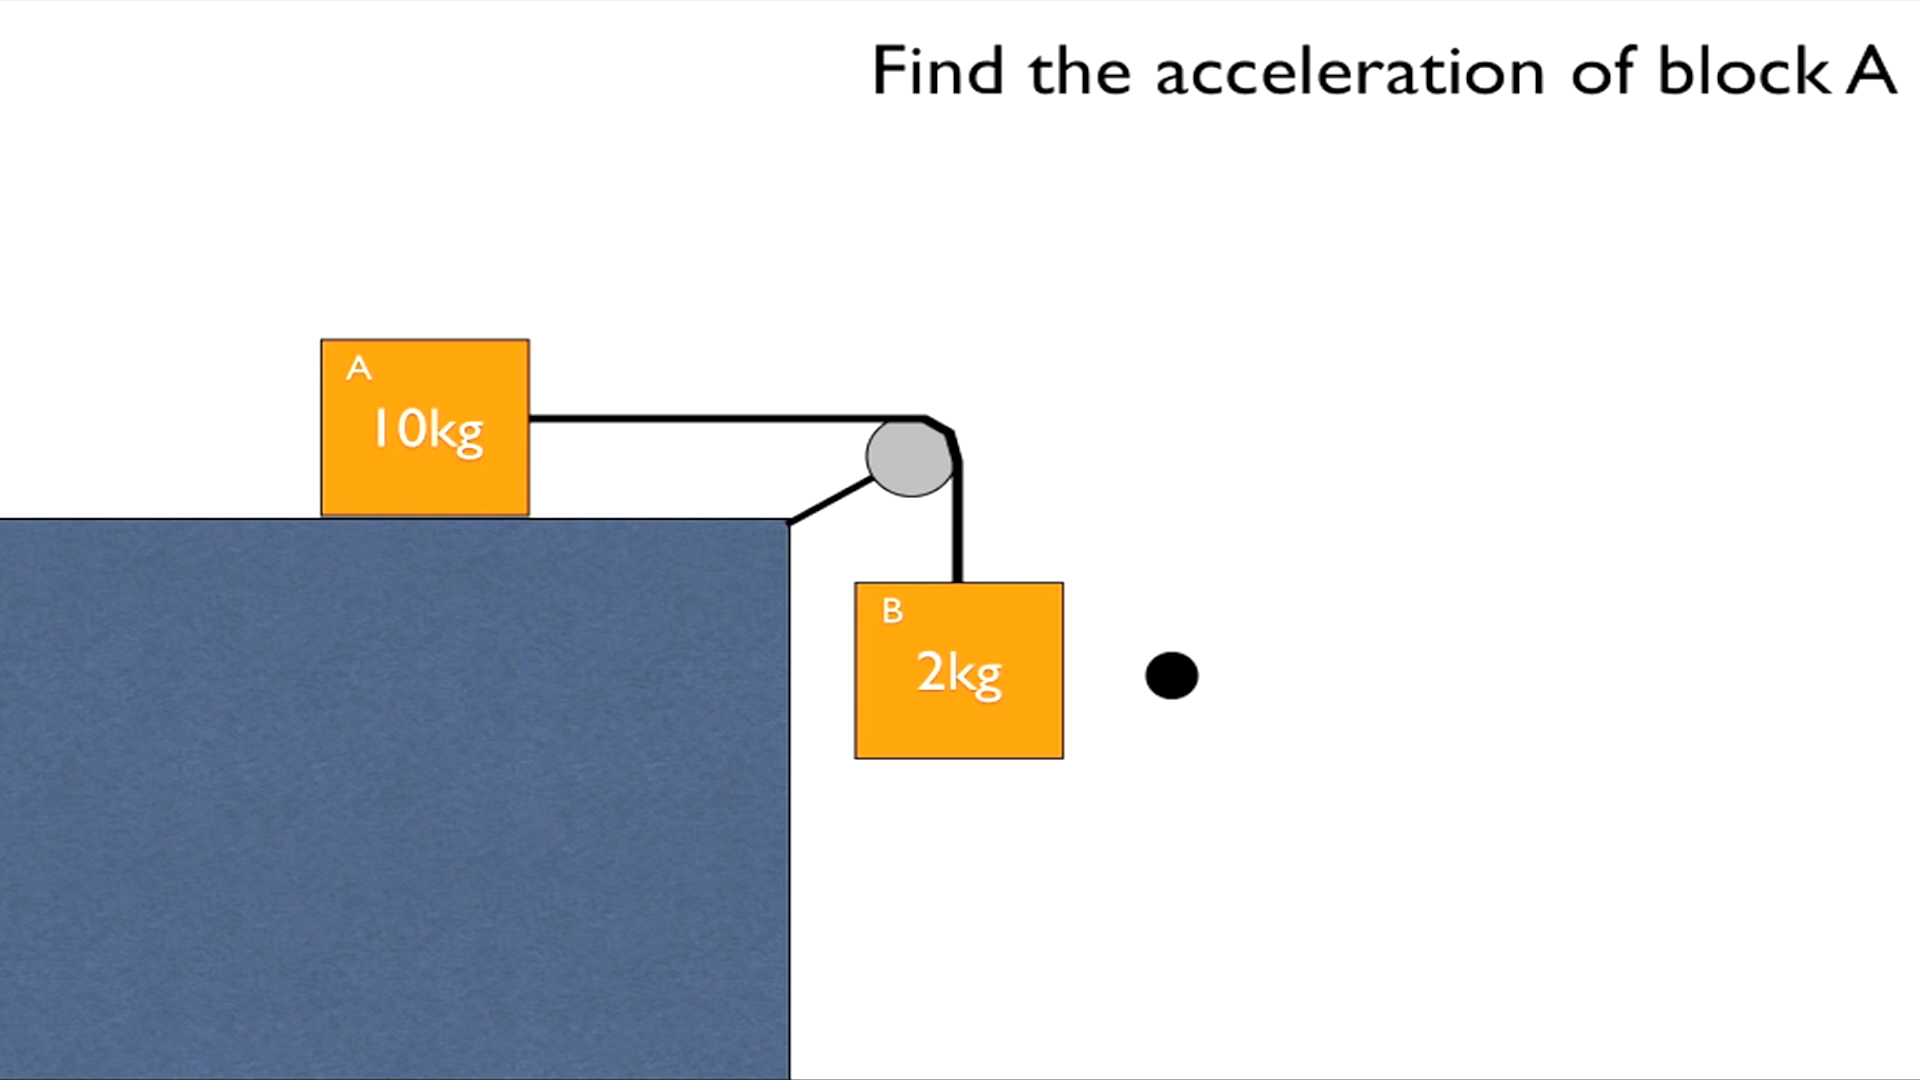 Find the acceleration of block A
A
10kg
B
2kg